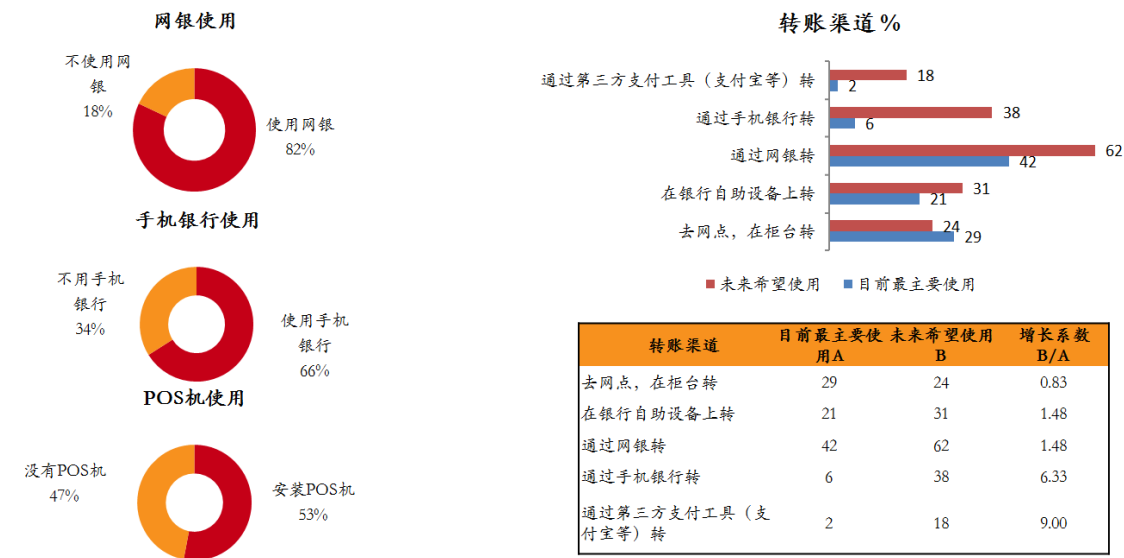 网银使用
不使用网
银
18%
使用网银
82%
手机银行使用
不用手机
银行
34%
使用手机
银行
66%
POS机使用
没有POS机
47%
安装POS机
53%
转账渠道%
通过第三方支付工具（支付宝等）转
18
2
通过手机银行转
38
6
通过网银转
62
42
在银行自助设备上转
31
21
去网点，在柜台转
24
29
未来希望使用
目前最主要使用
转账渠道 目前最主要使 未来希望使用 增长系数
用A B B/A
去网点，在柜台转 29 24 0.83
在银行自助设备上转 21 31 1.48
通过网银转 42 62 1.48
通过手机银行转 6 38 6.33
通过第三方支付工具（支
付宝等）转 2 18 9.00